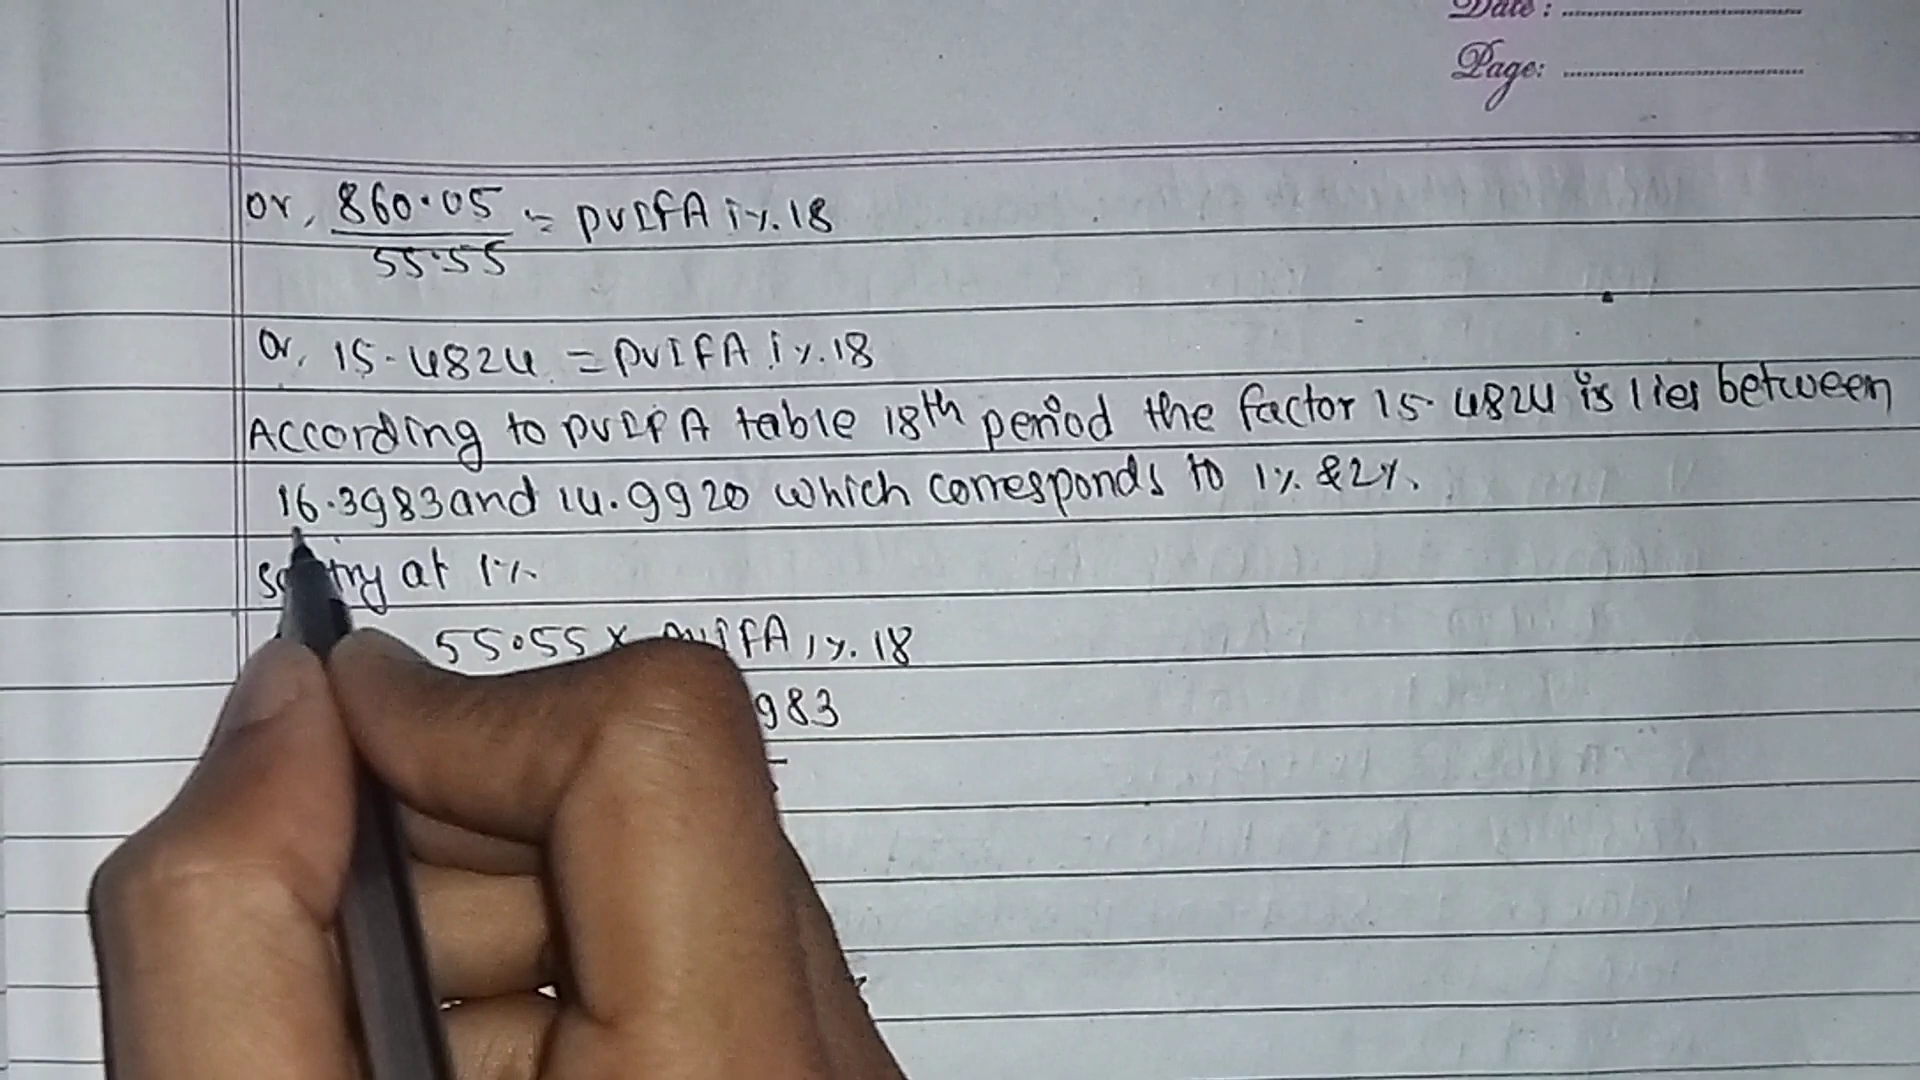 Date :
Page:
or, 860.05 = PVIFA i%.18
55.55
or, 15.4824 = PVIFA i%.18
According to PVIFA table 18th period the factor 15.4824 is lies between
16.3983 and 14.9920 which corresponds to 1% & 2%.
try at 1%
55.55 x PVIFA 1%.18
983